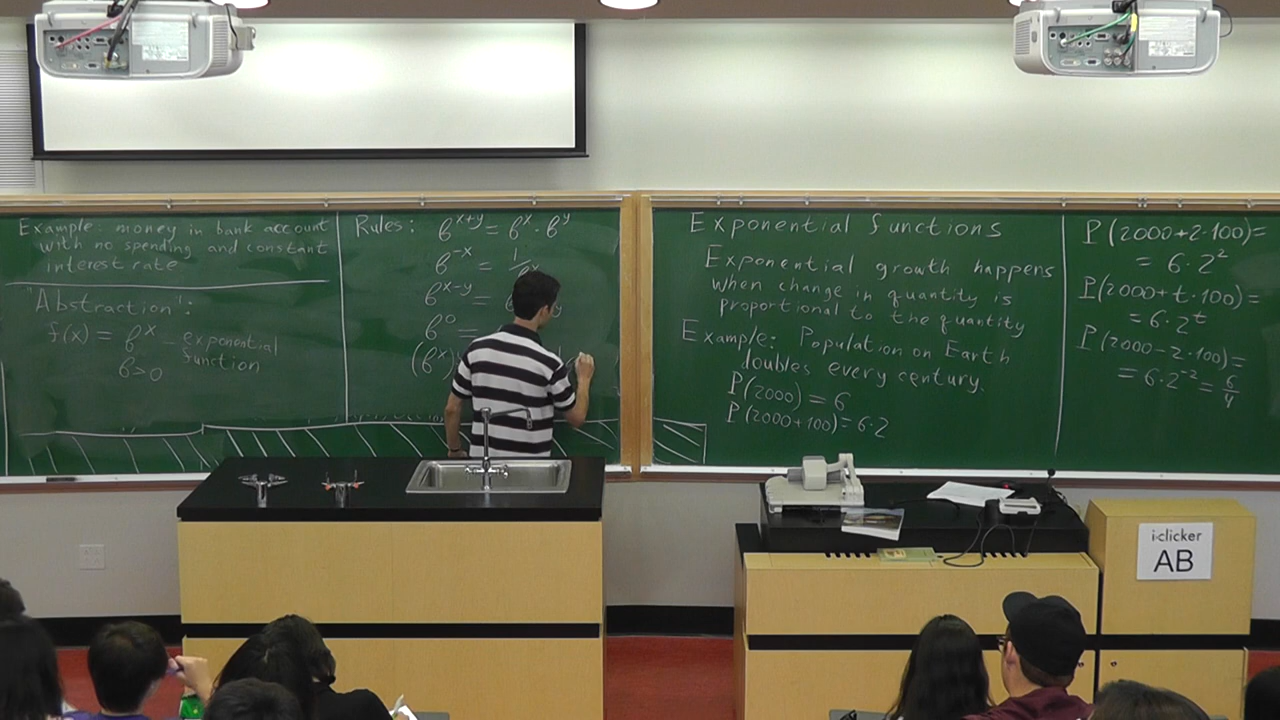 Example: money in bank account
with no spending and constant
interest rate
"Abstraction":
f(x) = b^x - exponential
function
b>0
Rules: b^{x+y} = b^x · b^y
b^{-x} = 1/b^x
b^{x-y} =
b^0 =
(b^x)
Exponential functions
Exponential growth happens
when change in quantity is
proportional to the quantity
Example: Population on Earth
doubles every century.
P(2000) = 6
P(2000+100) = 6·2
P(2000+2·100)=
= 6·2^2
P(2000+t·100)=
= 6·2^t
P(2000-2·100)=
= 6·2^{-2} = 6/4
i-clicker
AB